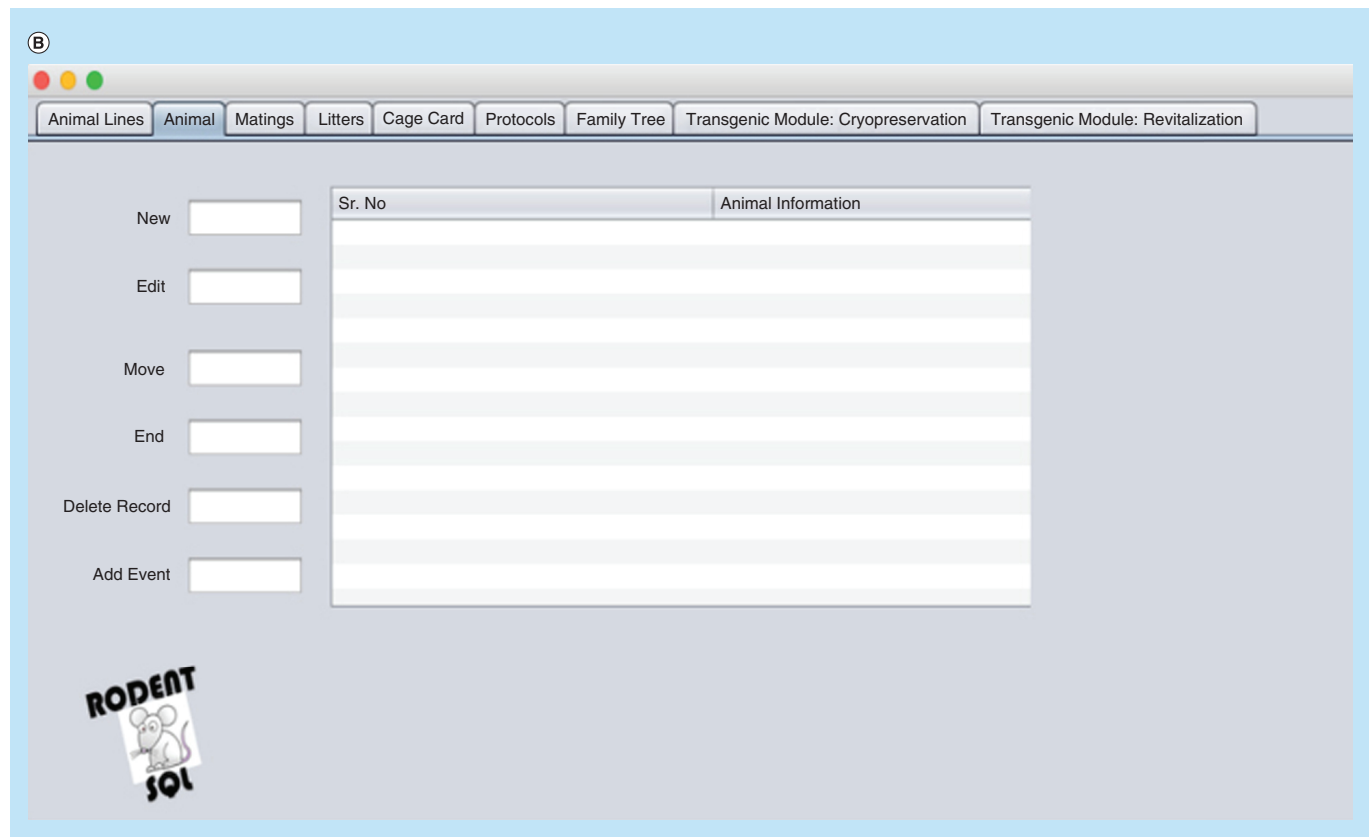 B
Animal Lines Animal Matings Litters Cage Card Protocols Family Tree Transgenic Module: Cryopreservation Transgenic Module: Revitalization
Sr. No Animal Information
New
Edit
Move
End
Delete Record
Add Event
RODENT
SQL